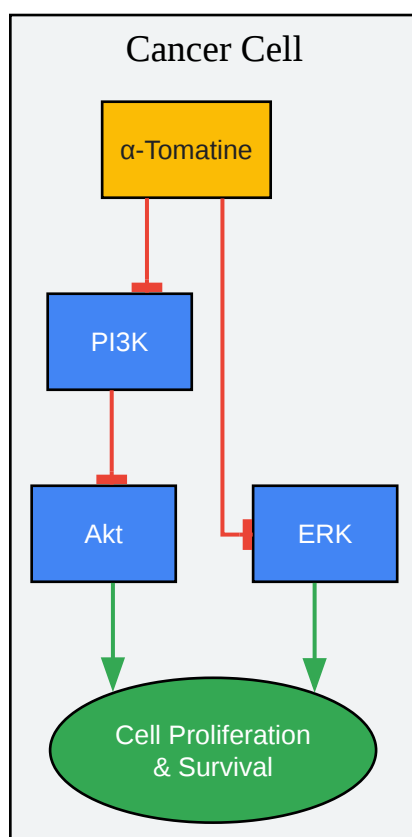 Cancer Cell
α-Tomatine
PI3K
Akt
ERK
Cell Proliferation
& Survival